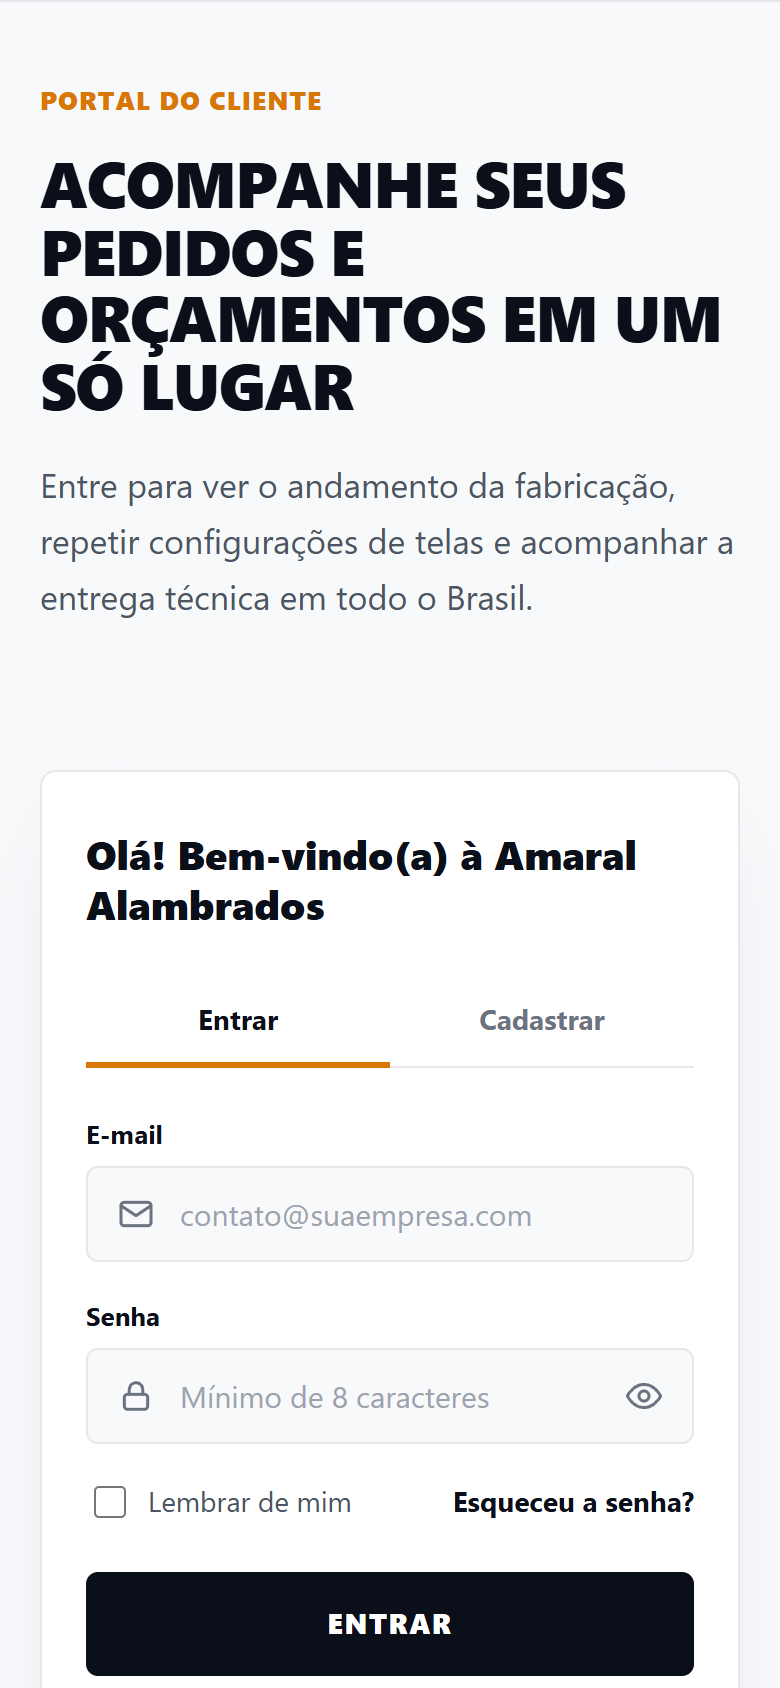 PORTAL DO CLIENTE
ACOMPANHE SEUS
PEDIDOS E
ORÇAMENTOS EM UM
SÓ LUGAR
Entre para ver o andamento da fabricação,
repetir configurações de telas e acompanhar a
entrega técnica em todo o Brasil.
Olá! Bem-vindo(a) à Amaral
Alambrados
Entrar
Cadastrar
E-mail
contato@suaempresa.com
Senha
Mínimo de 8 caracteres
Lembrar de mim
Esqueceu a senha?
ENTRAR